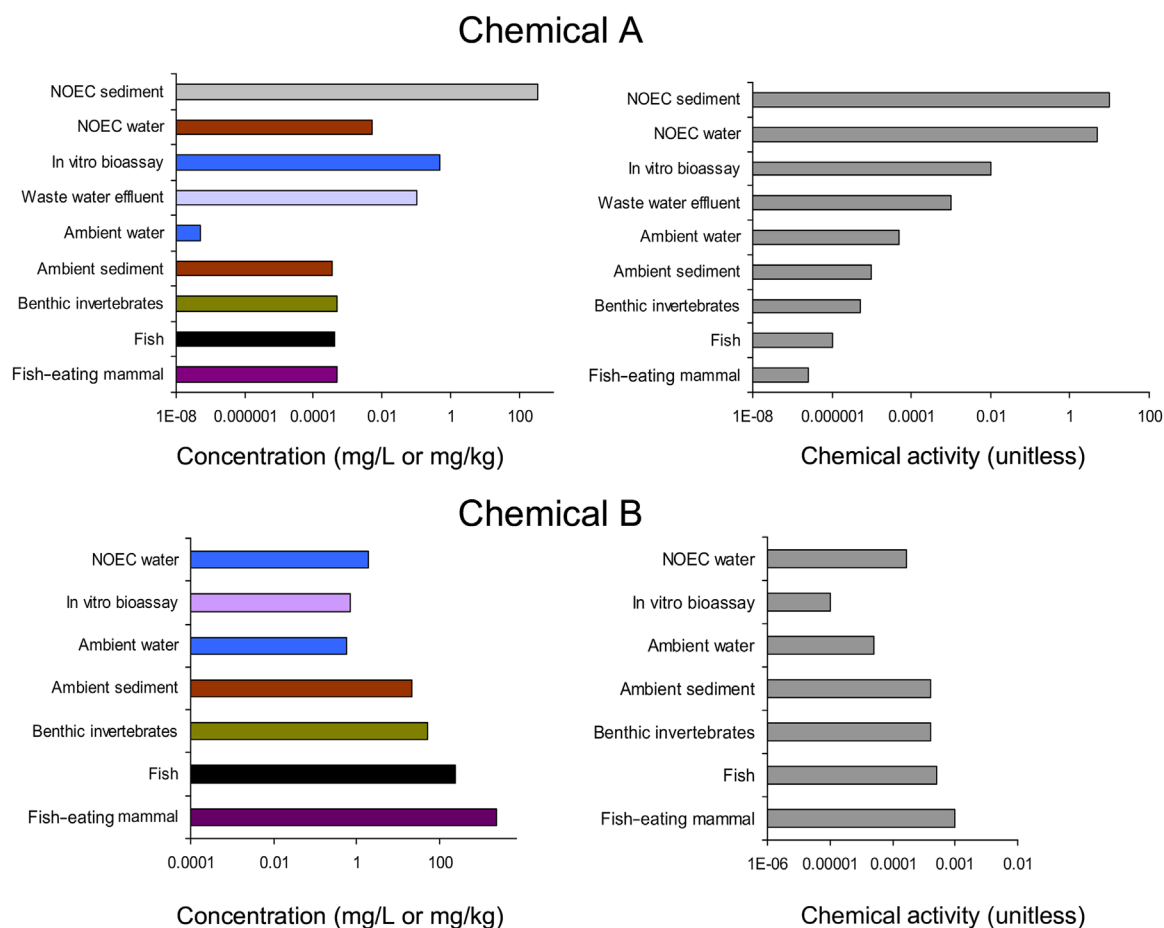 Chemical A
NOEC sediment
NOEC water
In vitro bioassay
Waste water effluent
Ambient water
Ambient sediment
Benthic invertebrates
Fish
Fish-eating mammal
1E-08 0.000001 0.0001 0.01 1 100
Concentration (mg/L or mg/kg)
NOEC sediment
NOEC water
In vitro bioassay
Waste water effluent
Ambient water
Ambient sediment
Benthic invertebrates
Fish
Fish-eating mammal
1E-08 0.000001 0.0001 0.01 1 100
Chemical activity (unitless)
Chemical B
NOEC water
In vitro bioassay
Ambient water
Ambient sediment
Benthic invertebrates
Fish
Fish-eating mammal
0.0001 0.01 1 100
Concentration (mg/L or mg/kg)
NOEC water
In vitro bioassay
Ambient water
Ambient sediment
Benthic invertebrates
Fish
Fish-eating mammal
1E-06 0.00001 0.0001 0.001 0.01
Chemical activity (unitless)